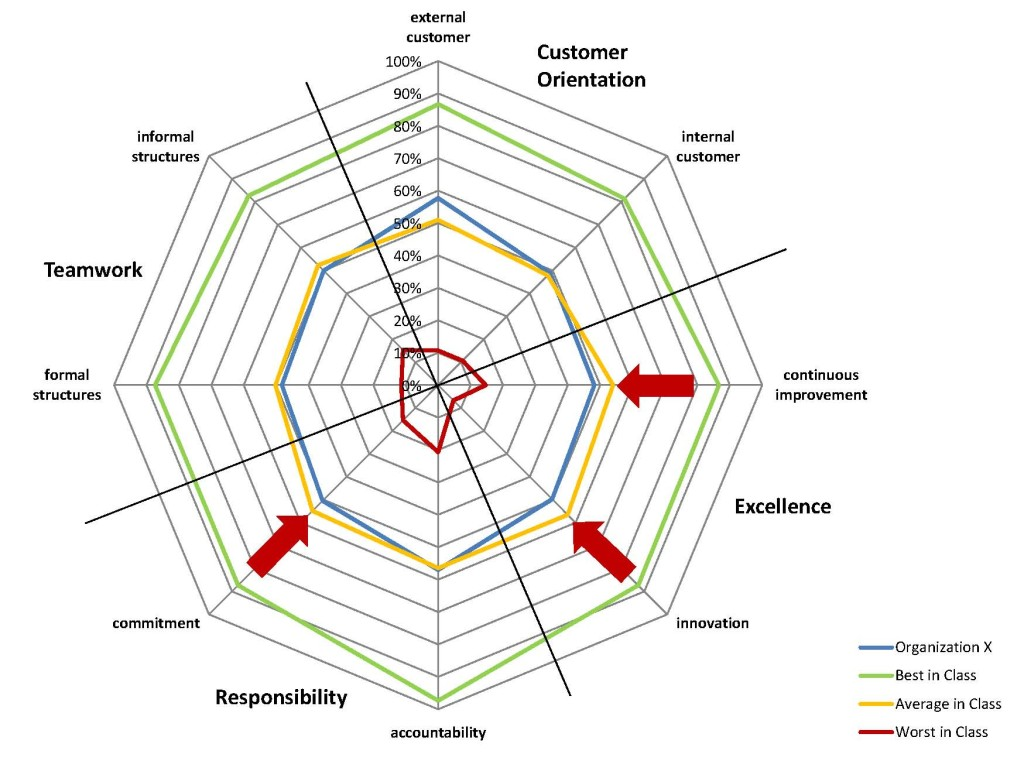 external
customer
Customer
Orientation
100%
90%
80%
70%
60%
50%
40%
30%
20%
10%
0%
informal
structures
internal
customer
Teamwork
formal
structures
continuous
improvement
Excellence
commitment
innovation
Responsibility
accountability
Organization X
Best in Class
Average in Class
Worst in Class